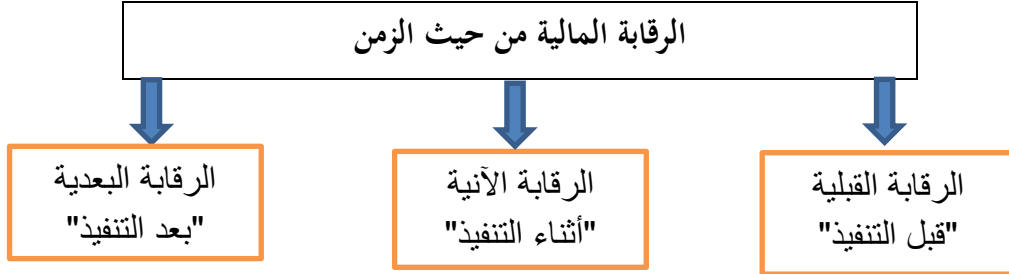 الرقابة المالية من حيث الزمن
الرقابة القبلية
"قبل التنفيذ"
الرقابة الآنية
"أثناء التنفيذ"
الرقابة البعدية
"بعد التنفيذ"